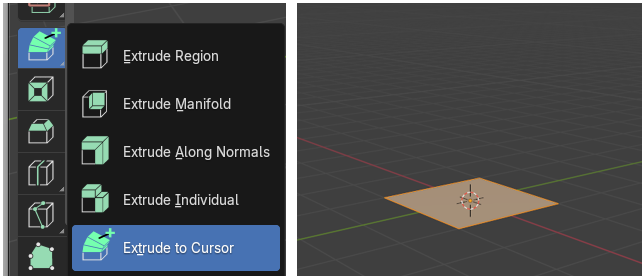 Extrude Region
Extrude Manifold
Extrude Along Normals
Extrude Individual
Extrude to Cursor